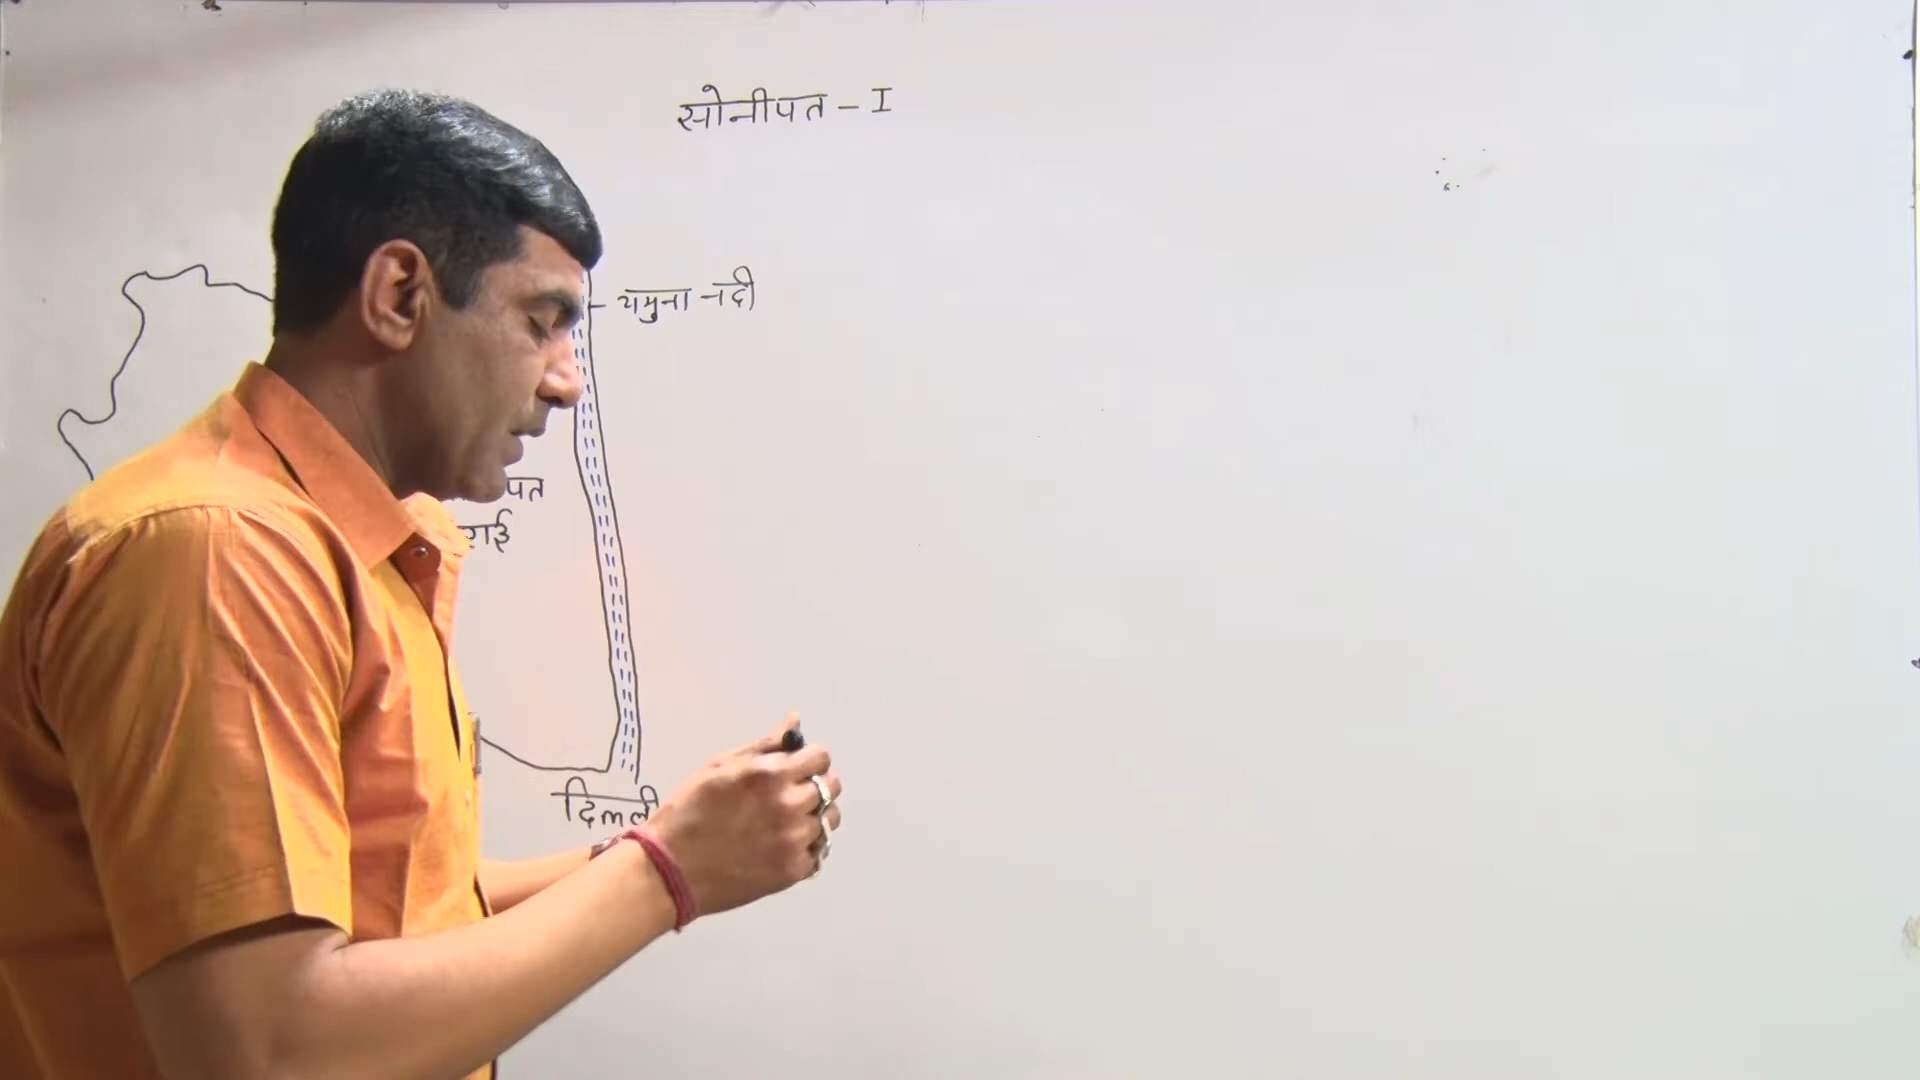 सोनीपत - I
यमुना नदी
पत
राई
दिल्ली